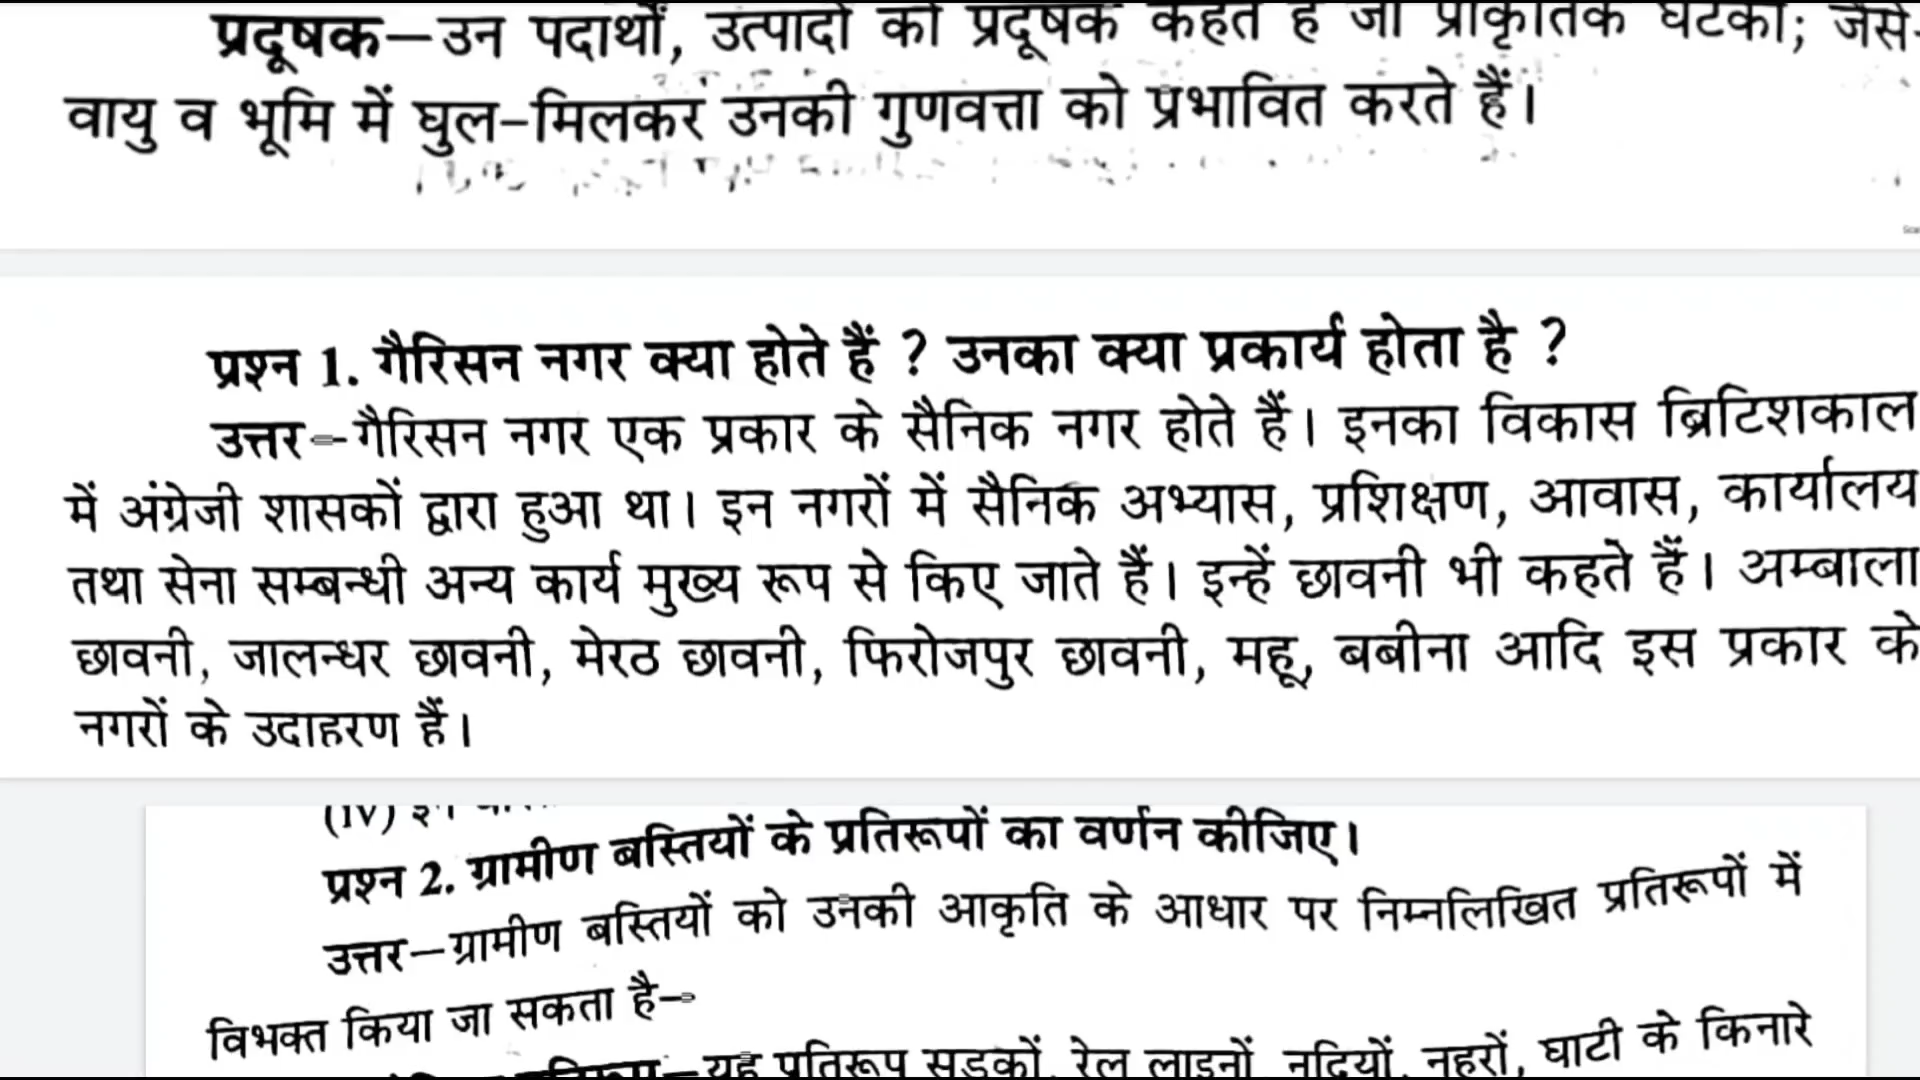 प्रदूषक—उन पदार्थों, उत्पादों को प्रदूषक कहते हैं जो प्राकृतिक घटकों; जैसे-
वायु व भूमि में घुल-मिलकर उनकी गुणवत्ता को प्रभावित करते हैं।
प्रश्न 1. गैरिसन नगर क्या होते हैं ? उनका क्या प्रकार्य होता है ?
उत्तर—गैरिसन नगर एक प्रकार के सैनिक नगर होते हैं। इनका विकास ब्रिटिशकाल
में अंग्रेजी शासकों द्वारा हुआ था। इन नगरों में सैनिक अभ्यास, प्रशिक्षण, आवास, कार्यालय
तथा सेना सम्बन्धी अन्य कार्य मुख्य रूप से किए जाते हैं। इन्हें छावनी भी कहते हैं। अम्बाला
छावनी, जालन्धर छावनी, मेरठ छावनी, फिरोजपुर छावनी, महू, बबीना आदि इस प्रकार के
नगरों के उदाहरण हैं।
(iv)
प्रश्न 2. ग्रामीण बस्तियों के प्रतिरूपों का वर्णन कीजिए।
उत्तर—ग्रामीण बस्तियों को उनकी आकृति के आधार पर निम्नलिखित प्रतिरूपों में
विभक्त किया जा सकता है—
—यह प्रतिरूप सड़कों, रेल लाइनों, नदियों, नहरों, घाटी के किनारे